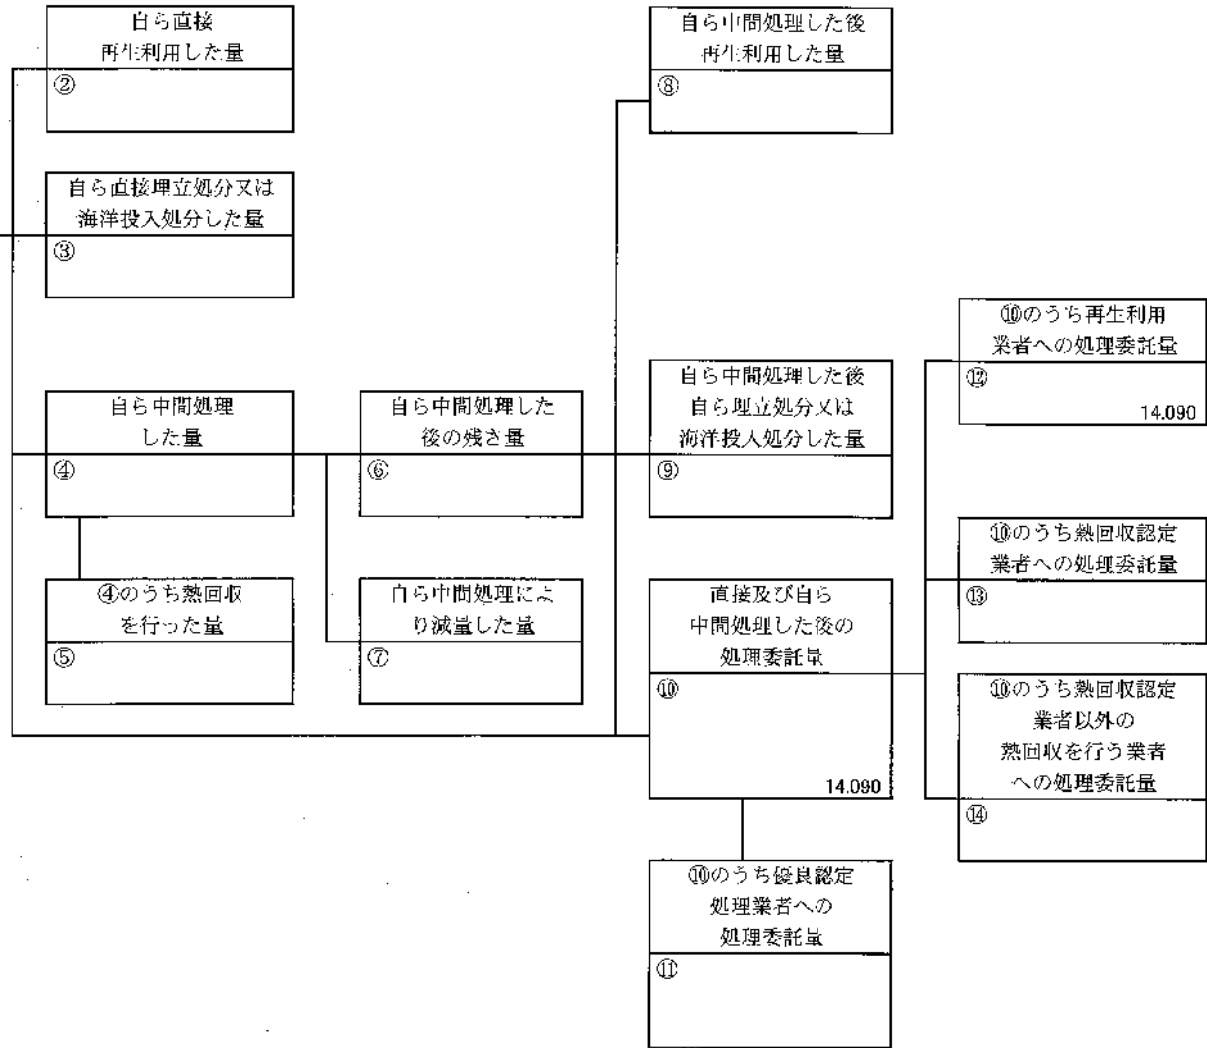 自ら直接
再生利用した量
②
自ら中間処理した後
再生利用した量
⑧
自ら直接埋立処分又は
海洋投入処分した量
③
⑩のうち再生利用
業者への処理委託量
⑫
14.090
自ら中間処理
した量
④
自ら中間処理した
後の残さ量
⑥
自ら中間処理した後
自ら埋立処分又は
海洋投入処分した量
⑨
⑩のうち熱回収認定
業者への処理委託量
⑬
④のうち熱回収
を行った量
⑤
自ら中間処理によ
り減量した量
⑦
直接及び自ら
中間処理した後の
処理委託量
⑩
14.090
⑩のうち熱回収認定
業者以外の
熱回収を行う業者
への処理委託量
⑭
⑩のうち優良認定
処理業者への
処理委託量
⑪